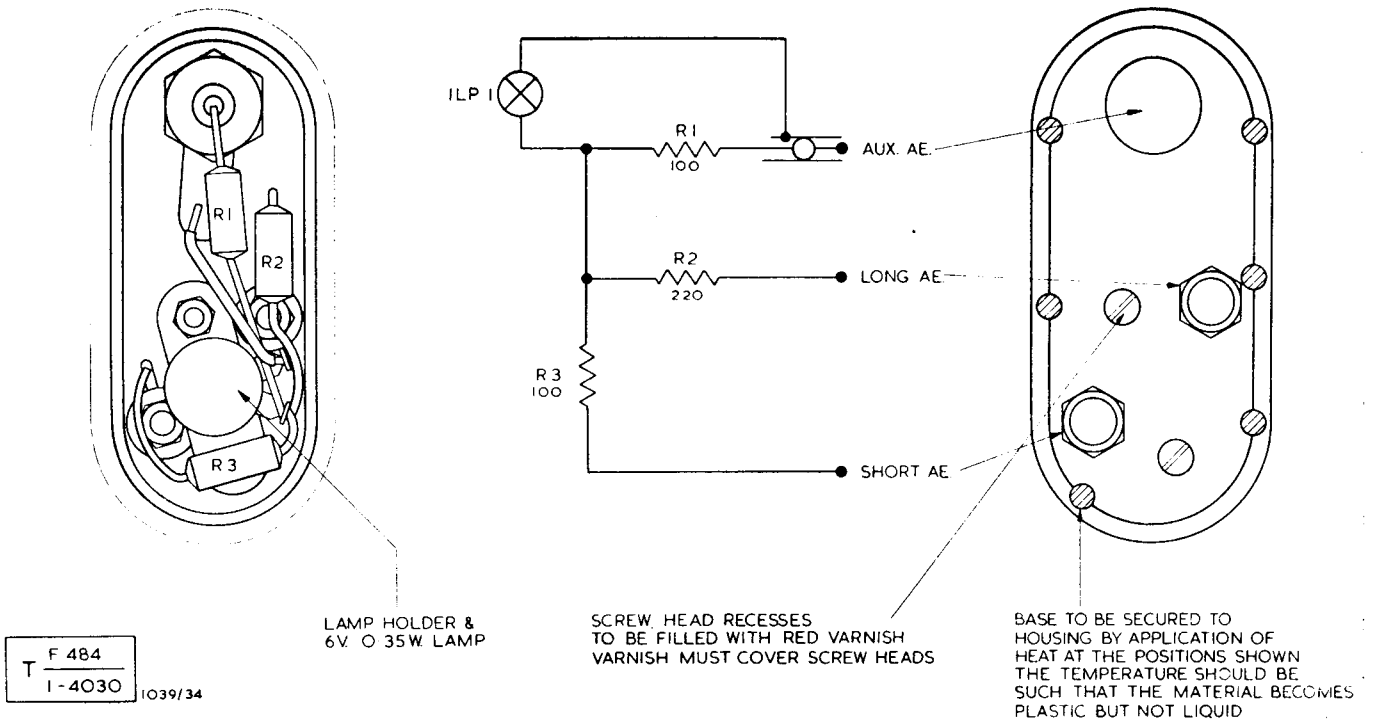 R1
R2
R3
ILP 1
R1
100
AUX. AE.
R2
220
LONG AE.
R3
100
SHORT AE
LAMP HOLDER &
6V. O 35W. LAMP
SCREW HEAD RECESSES
TO BE FILLED WITH RED VARNISH
VARNISH MUST COVER SCREW HEADS
BASE TO BE SECURED TO
HOUSING BY APPLICATION OF
HEAT AT THE POSITIONS SHOWN
THE TEMPERATURE SHOULD BE
SUCH THAT THE MATERIAL BECOMES
PLASTIC BUT NOT LIQUID
T F 484
1-4030
1039/34